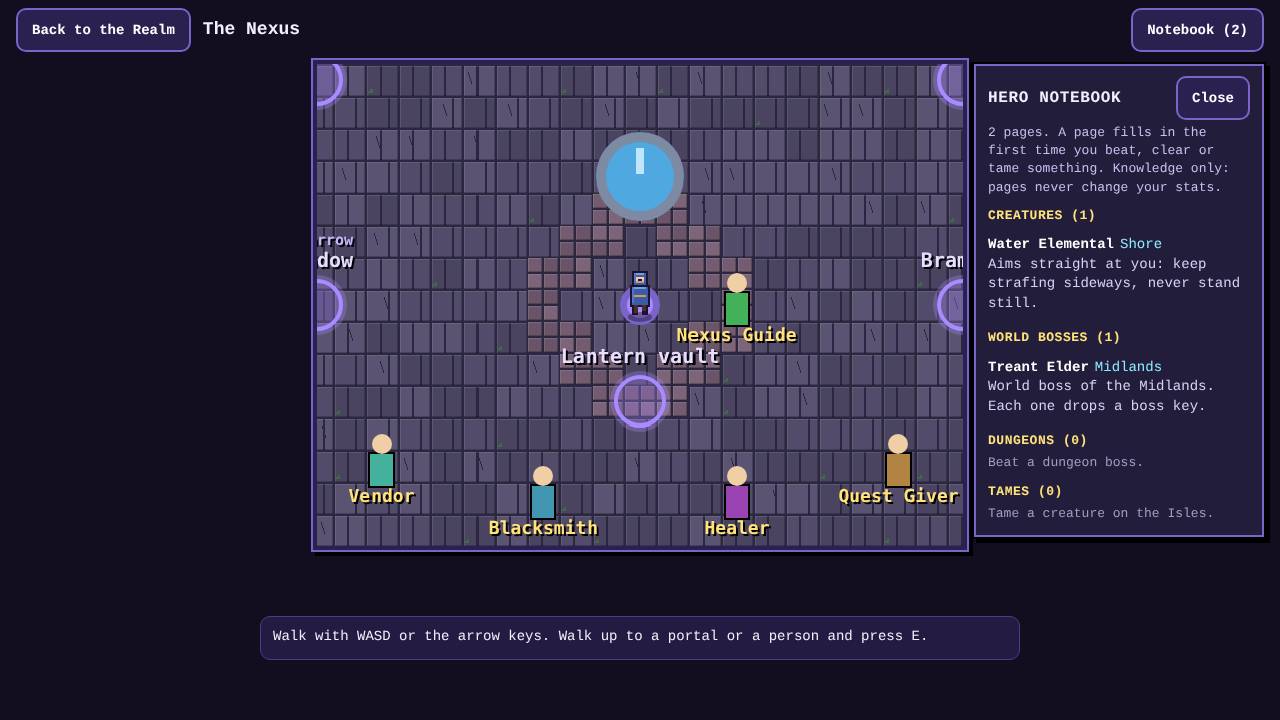 Back to the Realm
The Nexus
Notebook (2)
HERO NOTEBOOK
Close
2 pages. A page fills in the
first time you beat, clear or
tame something. Knowledge only:
pages never change your stats.
CREATURES (1)
Water Elemental Shore
Aims straight at you: keep
strafing sideways, never stand
still.
WORLD BOSSES (1)
Treant Elder Midlands
World boss of the Midlands.
Each one drops a boss key.
DUNGEONS (0)
Beat a dungeon boss.
TAMES (0)
Tame a creature on the Isles.
rrow
dow
Bram
Nexus Guide
Lantern vault
Vendor
Blacksmith
Healer
Quest Giver
Walk with WASD or the arrow keys. Walk up to a portal or a person and press E.